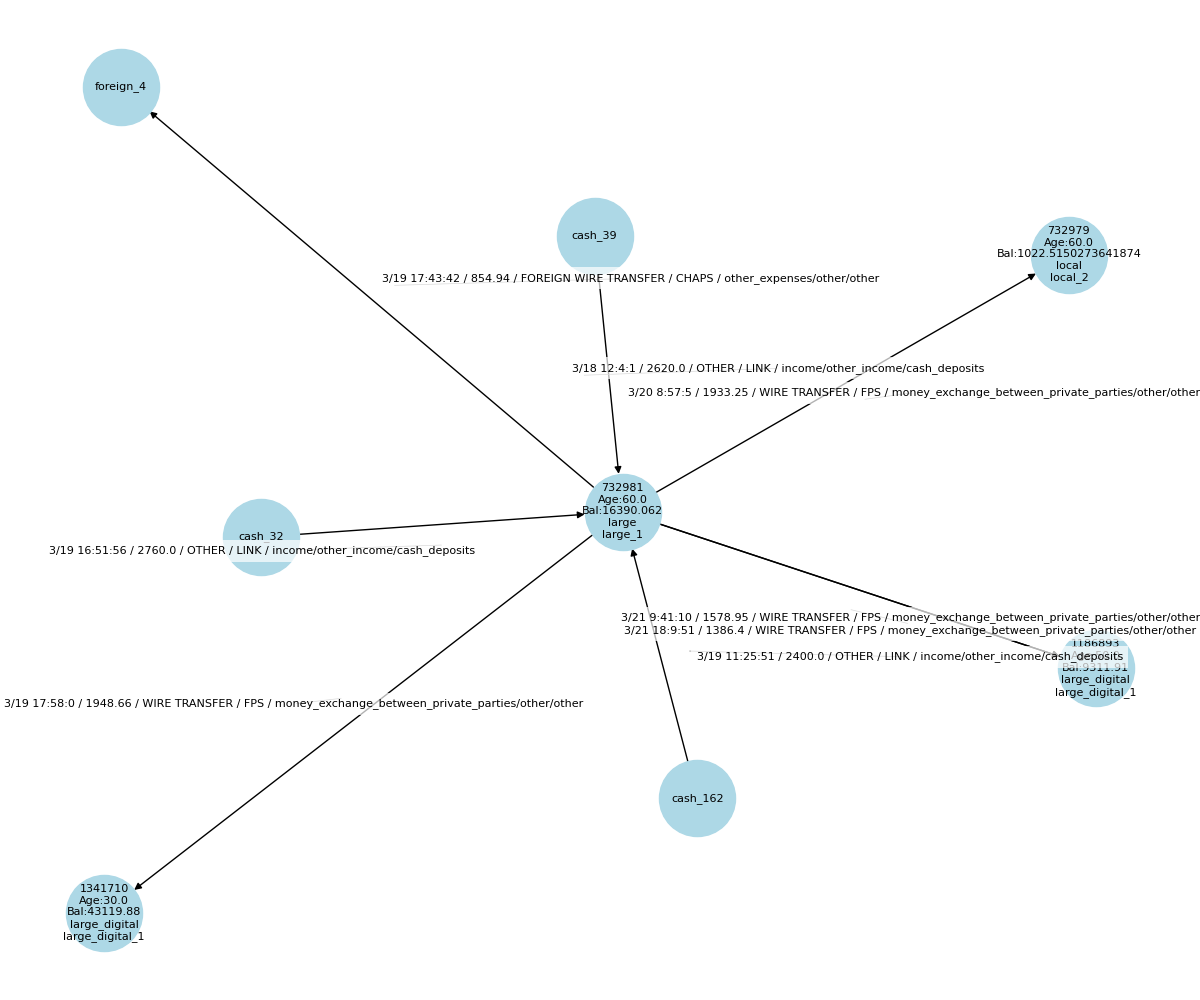 foreign_4
cash_39
732979
Age:60.0
Bal:1022.5150273641874
local
local_2
3/19 17:43:42 / 854.94 / FOREIGN WIRE TRANSFER / CHAPS / other_expenses/other/other
3/18 12:4:1 / 2620.0 / OTHER / LINK / income/other_income/cash_deposits
3/20 8:57:5 / 1933.25 / WIRE TRANSFER / FPS / money_exchange_between_private_parties/other/other
732981
Age:60.0
Bal:16390.062
large
large_1
cash_32
3/19 16:51:56 / 2760.0 / OTHER / LINK / income/other_income/cash_deposits
3/21 9:41:10 / 1578.95 / WIRE TRANSFER / FPS / money_exchange_between_private_parties/other/other
3/21 18:9:51 / 1386.4 / WIRE TRANSFER / FPS / money_exchange_between_private_parties/other/other
1186893
3/19 11:25:51 / 2400.0 / OTHER / LINK / income/other_income/cash_deposits
Bal:9311.91
large_digital
large_digital_1
3/19 17:58:0 / 1948.66 / WIRE TRANSFER / FPS / money_exchange_between_private_parties/other/other
cash_162
1341710
Age:30.0
Bal:43119.88
large_digital
large_digital_1